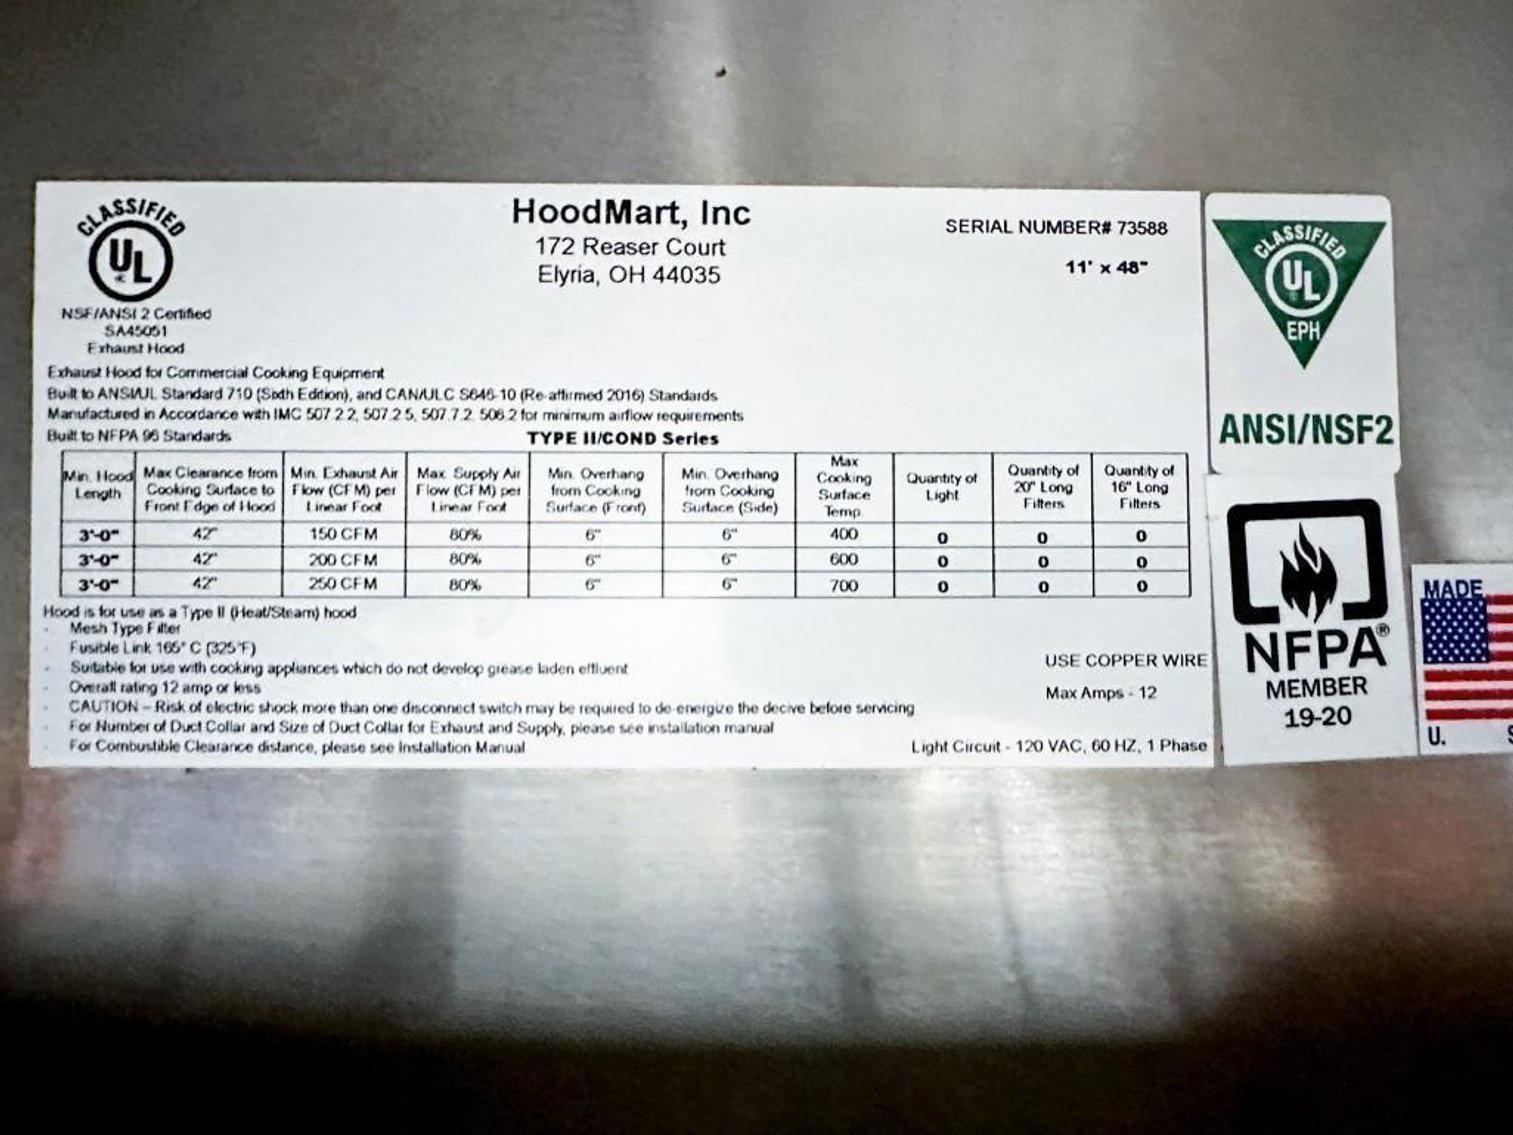 CLASSIFIED
UL
NSF/ANSI 2 Certified
SA45051
Exhaust Hood
HoodMart, Inc
172 Reaser Court
Elyria, OH 44035
SERIAL NUMBER# 73588
11' x 48"
Exhaust Hood for Commercial Cooking Equipment
Built to ANSI/UL Standard 710 (Sixth Edition), and CAN/ULC S646-10 (Re-affirmed 2016) Standards
Manufactured in Accordance with IMC 507.2.2, 507.2.5, 507.7.2. 506.2 for minimum airflow requirements
Built to NFPA 96 Standards
TYPE II/COND Series
Min. Hood Length Max Clearance from Cooking Surface to Front Edge of Hood Min. Exhaust Air Flow (CFM) per Linear Foot Max. Supply Air Flow (CFM) per Linear Foot Min. Overhang from Cooking Surface (Front) Min. Overhang from Cooking Surface (Side) Max Cooking Surface Temp. Quantity of Light Quantity of 20" Long Filters Quantity of 16" Long Filters
3'-0" 42" 150 CFM 80% 6" 6" 400 0 0 0
3'-0" 42" 200 CFM 80% 6" 6" 600 0 0 0
3'-0" 42" 250 CFM 80% 6" 6" 700 0 0 0
Hood is for use as a Type II (Heat/Steam) hood
- Mesh Type Filter
- Fusible Link 165° C (325°F)
- Suitable for use with cooking appliances which do not develop grease laden effluent
- Overall rating 12 amp or less
- CAUTION – Risk of electric shock more than one disconnect switch may be required to de-energize the decive before servicing
- For Number of Duct Collar and Size of Duct Collar for Exhaust and Supply, please see installation manual
- For Combustible Clearance distance, please see Installation Manual
USE COPPER WIRE
Max Amps - 12
Light Circuit - 120 VAC, 60 HZ, 1 Phase
CLASSIFIED
UL
EPH
ANSI/NSF2
NFPA®
MEMBER
19-20
MADE
U. S